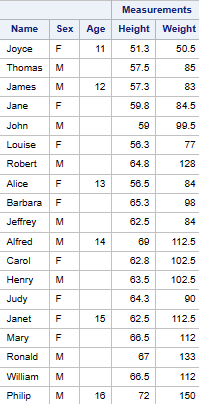 Measurements
Name Sex Age Height Weight
Joyce F 11 51.3 50.5
Thomas M 57.5 85
James M 12 57.3 83
Jane F 59.8 84.5
John M 59 99.5
Louise F 56.3 77
Robert M 64.8 128
Alice F 13 56.5 84
Barbara F 65.3 98
Jeffrey M 62.5 84
Alfred M 14 69 112.5
Carol F 62.8 102.5
Henry M 63.5 102.5
Judy F 64.3 90
Janet F 15 62.5 112.5
Mary F 66.5 112
Ronald M 67 133
William M 66.5 112
Philip M 16 72 150